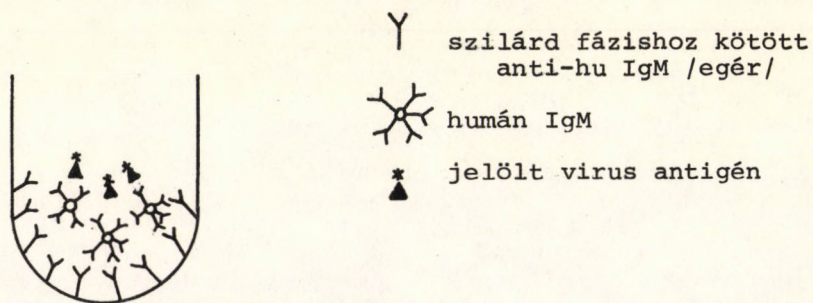 szilárd fázishoz kötött
anti-hu IgM /egér/
humán IgM
jelölt virus antigén